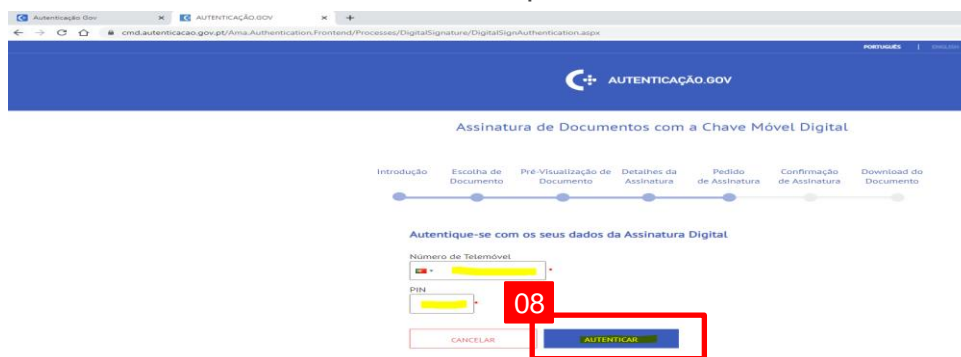 Autenticação Gov
AUTENTICAÇÃO.GOV
cmd.autenticacao.gov.pt/Ama.Authentication.Frontend/Processes/DigitalSignature/DigitalSignAuthentication.aspx
PORTUGUÊS | ENGLISH
AUTENTICAÇÃO.GOV
Assinatura de Documentos com a Chave Móvel Digital
Introdução Escolha de Pré-Visualização de Detalhes da Pedido Confirmação Download do
Documento Documento Assinatura de Assinatura de Assinatura Documento
Autentique-se com os seus dados da Assinatura Digital
Número de Telemóvel
*
PIN
*
08
CANCELAR AUTENTICAR